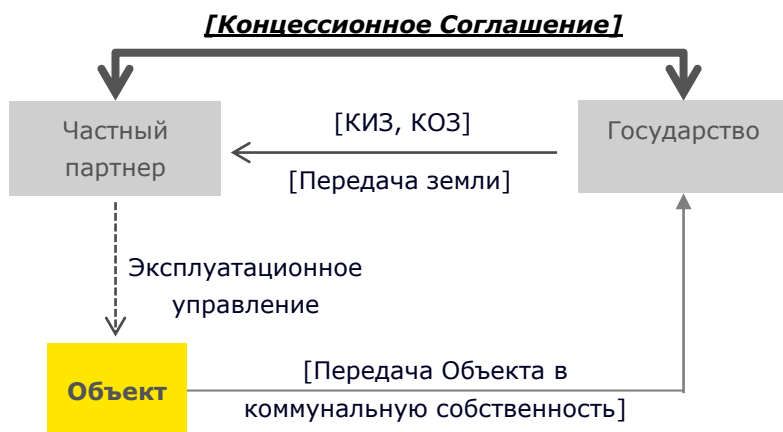 [Концессионное Соглашение]
Частный
партнер
[КИЗ, КОЗ]
[Передача земли]
Государство
Эксплуатационное
управление
Объект
[Передача Объекта в
коммунальную собственность]